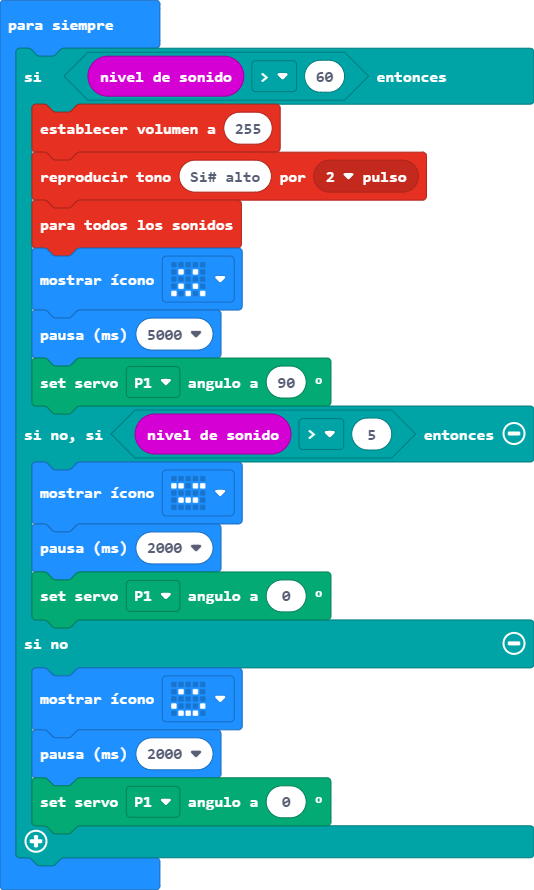 para siempre
si nivel de sonido > 60 entonces
establecer volumen a 255
reproducir tono Si# alto por 2 pulso
para todos los sonidos
mostrar ícono
pausa (ms) 5000
set servo P1 angulo a 90 °
si no, si nivel de sonido > 5 entonces
mostrar ícono
pausa (ms) 2000
set servo P1 angulo a 0 °
si no
mostrar ícono
pausa (ms) 2000
set servo P1 angulo a 0 °